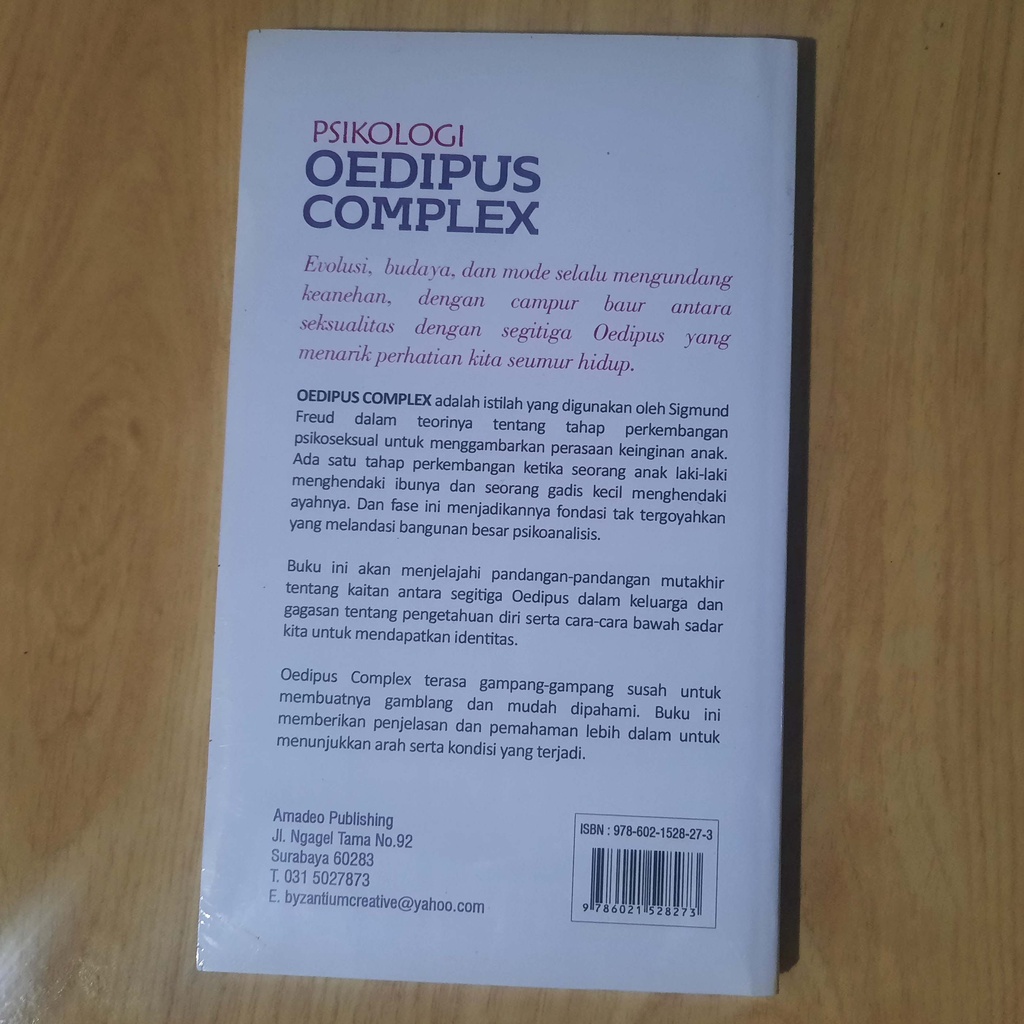 PSIKOLOGI
OEDIPUS
COMPLEX
Evolusi, budaya, dan mode selalu mengundang
keanehan, dengan campur baur antara
seksualitas dengan segitiga Oedipus yang
menarik perhatian kita seumur hidup.
OEDIPUS COMPLEX adalah istilah yang digunakan oleh Sigmund
Freud dalam teorinya tentang tahap perkembangan
psikoseksual untuk menggambarkan perasaan keinginan anak.
Ada satu tahap perkembangan ketika seorang anak laki-laki
menghendaki ibunya dan seorang gadis kecil menghendaki
ayahnya. Dan fase ini menjadikannya fondasi tak tergoyahkan
yang melandasi bangunan besar psikoanalisis.
Buku ini akan menjelajahi pandangan-pandangan mutakhir
tentang kaitan antara segitiga Oedipus dalam keluarga dan
gagasan tentang pengetahuan diri serta cara-cara bawah sadar
kita untuk mendapatkan identitas.
Oedipus Complex terasa gampang-gampang susah untuk
membuatnya gamblang dan mudah dipahami. Buku ini
memberikan penjelasan dan pemahaman lebih dalam untuk
menunjukkan arah serta kondisi yang terjadi.
Amadeo Publishing
Jl. Ngagel Tama No.92
Surabaya 60283
T. 031 5027873
E. byzantiumcreative@yahoo.com
ISBN : 978-602-1528-27-3
9 786021 528273